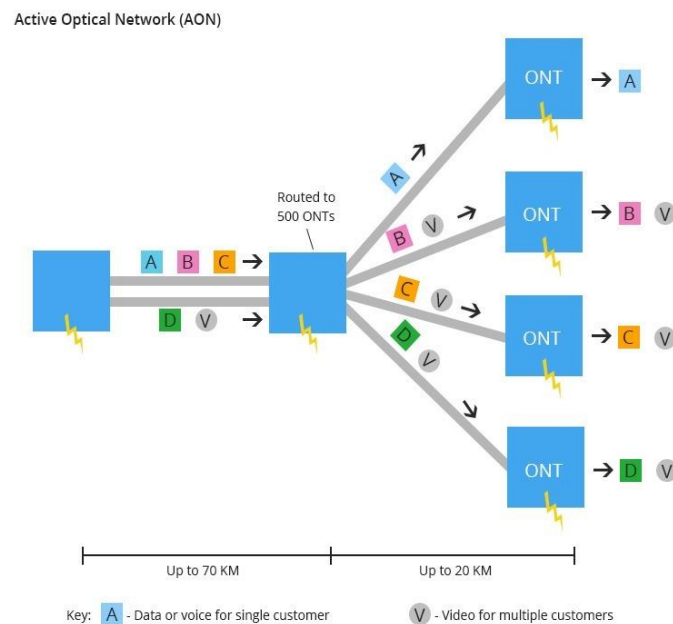 Active Optical Network (AON)
ONT
A
A
Routed to
500 ONTs
ONT
B V
B V
A B C
D V
C V
ONT
C V
D
V
ONT
D V
Up to 70 KM
Up to 20 KM
Key: A - Data or voice for single customer
V - Video for multiple customers